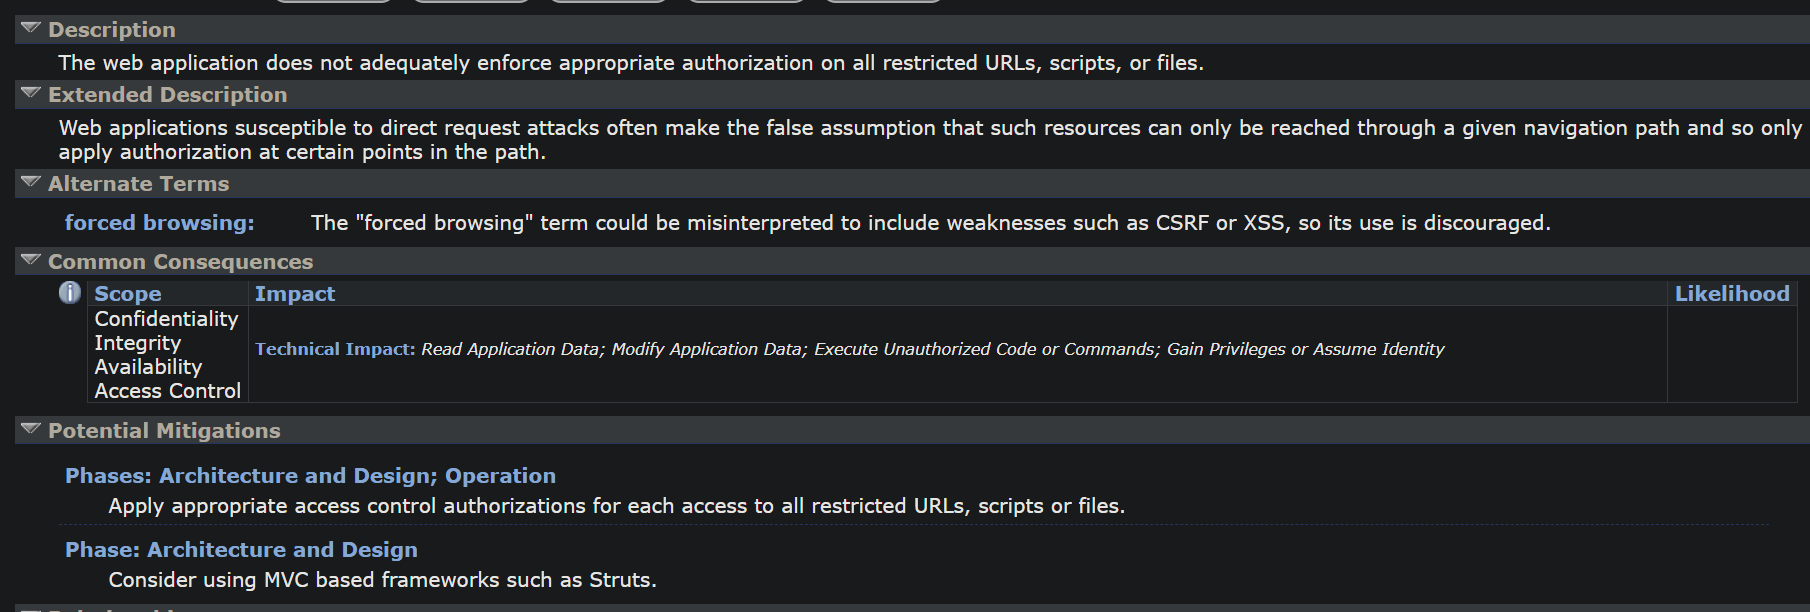 Description
The web application does not adequately enforce appropriate authorization on all restricted URLs, scripts, or files.
Extended Description
Web applications susceptible to direct request attacks often make the false assumption that such resources can only be reached through a given navigation path and so only
apply authorization at certain points in the path.
Alternate Terms
forced browsing: The "forced browsing" term could be misinterpreted to include weaknesses such as CSRF or XSS, so its use is discouraged.
Common Consequences
Scope Impact Likelihood
Confidentiality
Integrity
Availability
Access Control
Technical Impact: Read Application Data; Modify Application Data; Execute Unauthorized Code or Commands; Gain Privileges or Assume Identity
Potential Mitigations
Phases: Architecture and Design; Operation
Apply appropriate access control authorizations for each access to all restricted URLs, scripts or files.
Phase: Architecture and Design
Consider using MVC based frameworks such as Struts.